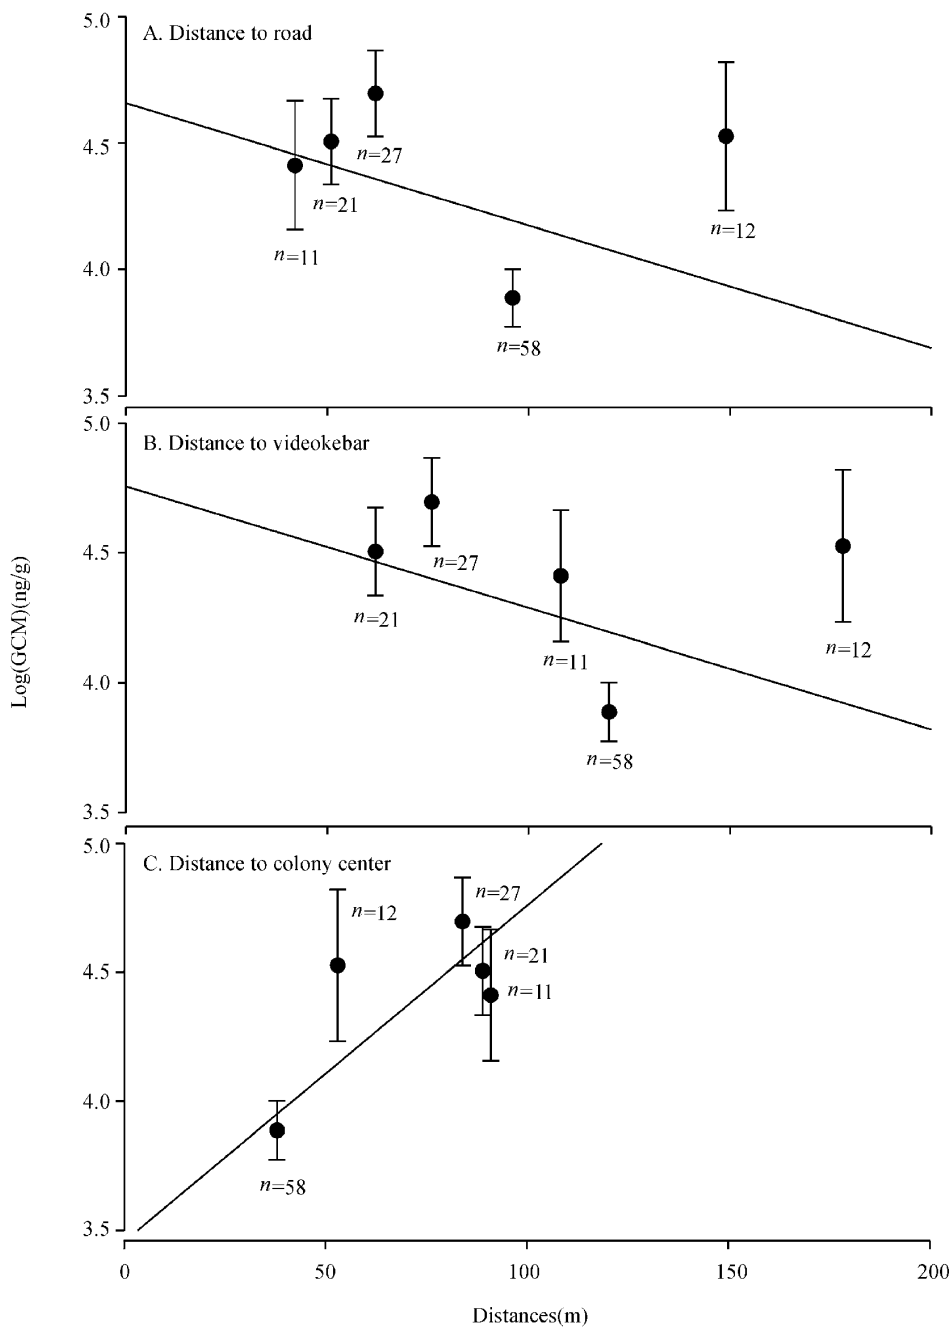 5.0
A. Distance to road
4.5
n=27
n=21
n=12
n=11
4.0
n=58
3.5
5.0
B. Distance to videokebar
4.5
n=27
n=21
n=12
n=11
4.0
n=58
3.5
Log(GCM)(ng/g)
5.0
C. Distance to colony center
n=27
n=12
n=21
4.5
n=11
4.0
n=58
3.5
0 50 100 150 200
Distances(m)